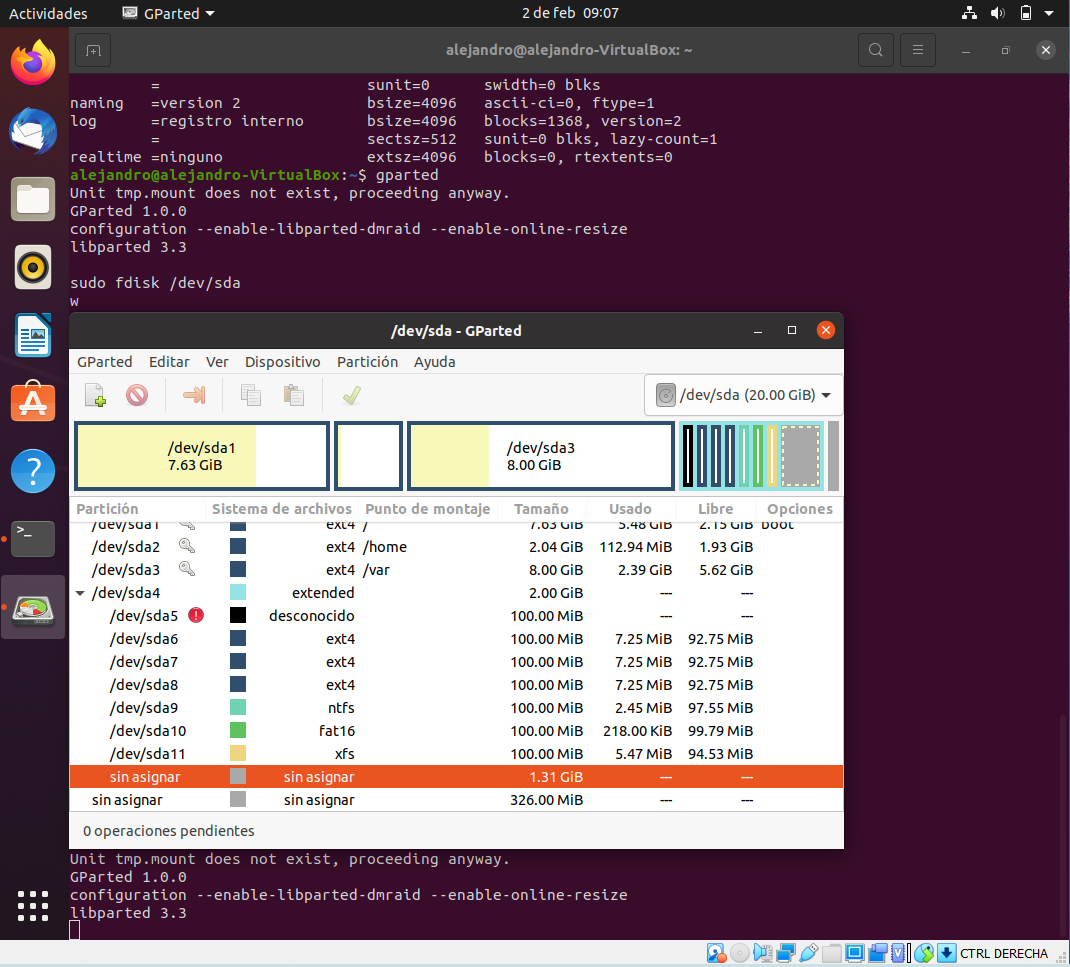 Actividades GParted 2 de feb 09:07
alejandro@alejandro-VirtualBox: ~
= sunit=0 swidth=0 blks
naming =version 2 bsize=4096 ascii-ci=0, ftype=1
log =registro interno bsize=4096 blocks=1368, version=2
= sectsz=512 sunit=0 blks, lazy-count=1
realtime =ninguno extsz=4096 blocks=0, rtextents=0
alejandro@alejandro-VirtualBox:~$ gparted
Unit tmp.mount does not exist, proceeding anyway.
GParted 1.0.0
configuration --enable-libparted-dmraid --enable-online-resize
libparted 3.3
sudo fdisk /dev/sda
w
/dev/sda - GParted
GParted Editar Ver Dispositivo Partición Ayuda
/dev/sda (20.00 GiB)
/dev/sda1
7.63 GiB
/dev/sda3
8.00 GiB
Partición Sistema de archivos Punto de montaje Tamaño Usado Libre Opciones
/dev/sda1 ext4 / 7.63 GiB 5.48 GiB 2.15 GiB boot
/dev/sda2 ext4 /home 2.04 GiB 112.94 MiB 1.93 GiB
/dev/sda3 ext4 /var 8.00 GiB 2.39 GiB 5.62 GiB
/dev/sda4 extended 2.00 GiB --- ---
/dev/sda5 desconocido 100.00 MiB --- ---
/dev/sda6 ext4 100.00 MiB 7.25 MiB 92.75 MiB
/dev/sda7 ext4 100.00 MiB 7.25 MiB 92.75 MiB
/dev/sda8 ext4 100.00 MiB 7.25 MiB 92.75 MiB
/dev/sda9 ntfs 100.00 MiB 2.45 MiB 97.55 MiB
/dev/sda10 fat16 100.00 MiB 218.00 KiB 99.79 MiB
/dev/sda11 xfs 100.00 MiB 5.47 MiB 94.53 MiB
sin asignar sin asignar 1.31 GiB --- ---
sin asignar sin asignar 326.00 MiB --- ---
0 operaciones pendientes
Unit tmp.mount does not exist, proceeding anyway.
GParted 1.0.0
configuration --enable-libparted-dmraid --enable-online-resize
libparted 3.3
CTRL DERECHA